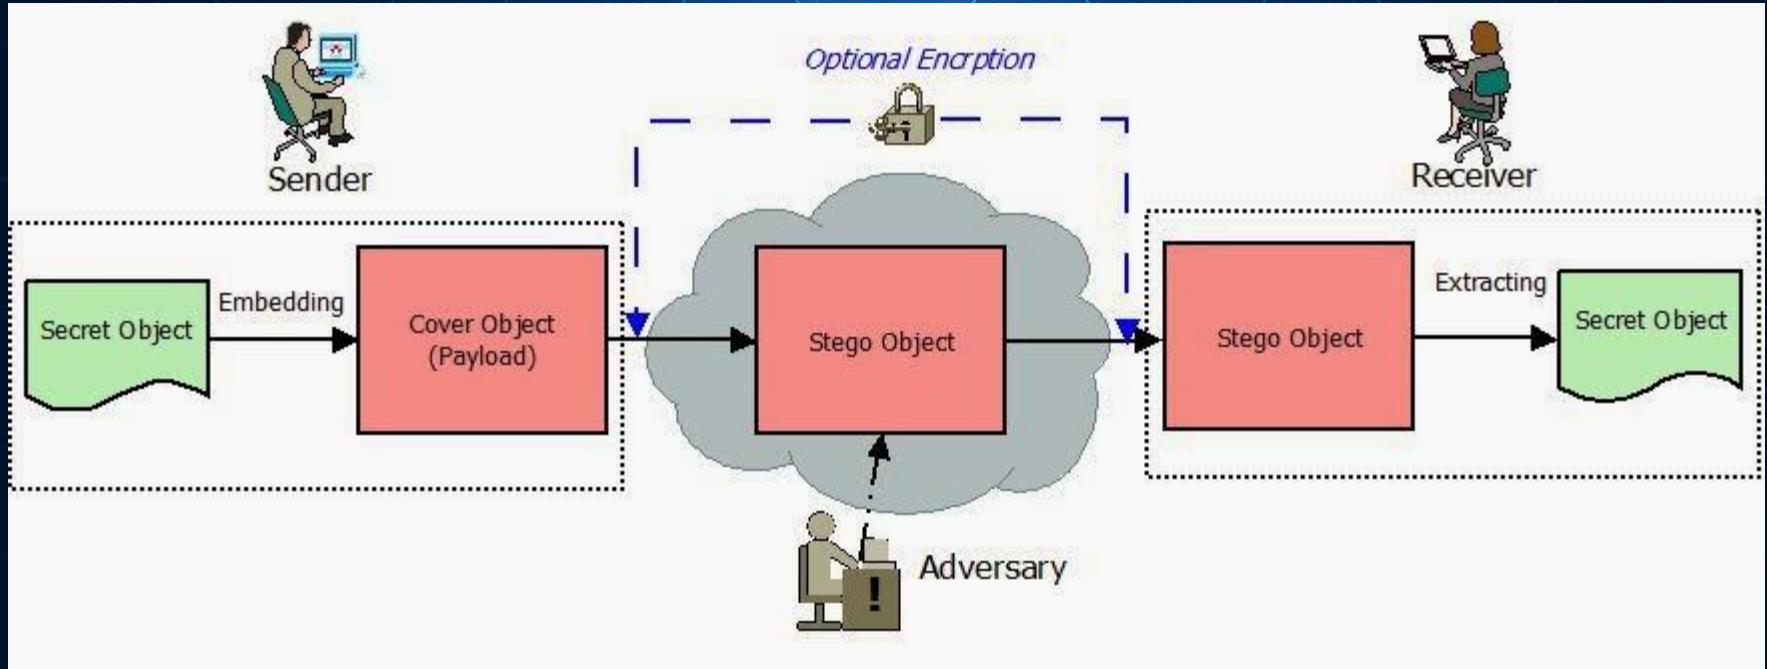 Optional Encrption
Sender
Receiver
Secret Object
Embedding
Cover Object
(Payload)
Stego Object
Stego Object
Extracting
Secret Object
Adversary
!